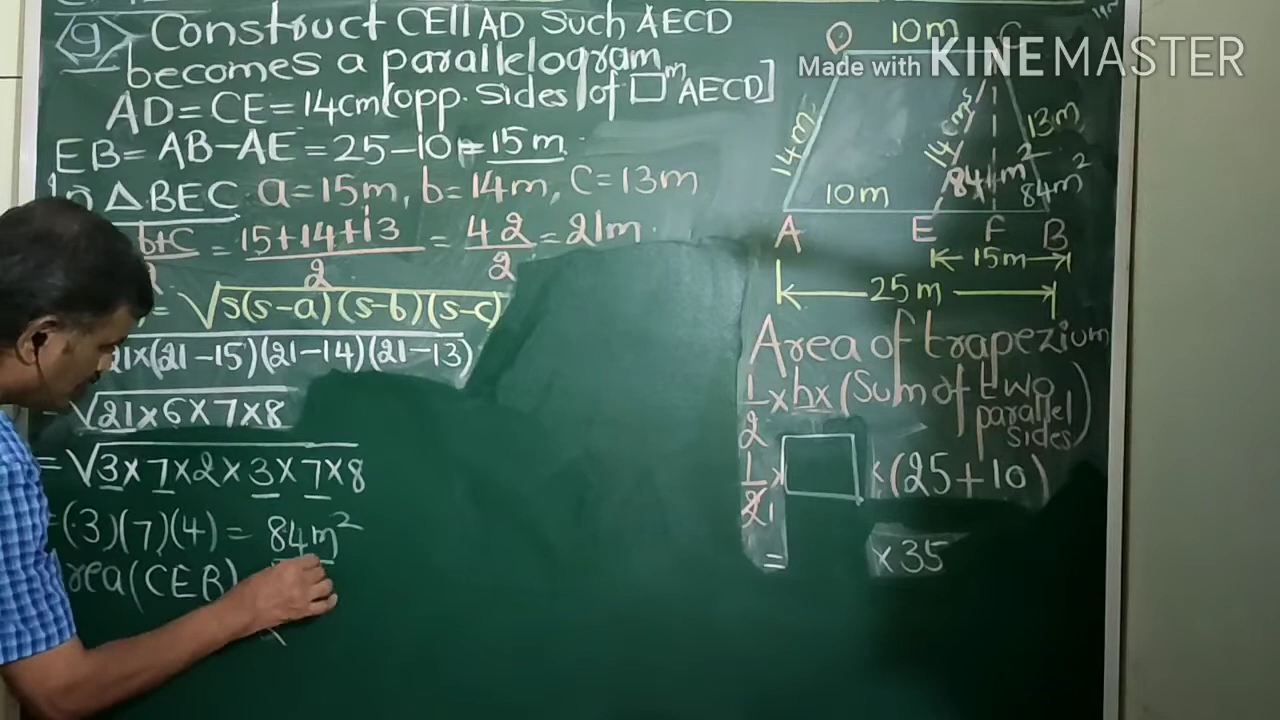 9 Construct CEllAD Such AECD
becomes a parallelogram
AD=CE=14cm[opp. sides of □m AECD]
EB= AB-AE =25-10=15m
In △BEC a=15m, b=14m, C=13m
b+c = 15+14+13 / 2 = 42 / 2 =21m
= √s(s-a)(s-b)(s-c)
21×(21-15)(21-14)(21-13)
√21×6×7×8
=√3×7×2×3×7×8
=(3)(7)(4)= 84m²
rea(CEB)
Made with KINEMASTER
D 10m C
14m
14m
13m
84m²
84m²
10m
A E F B
15m
25m
Area of trapezium
1/2 ×h×(Sum of two parallel sides)
1/2 × □ ×(25+10)
= ×35